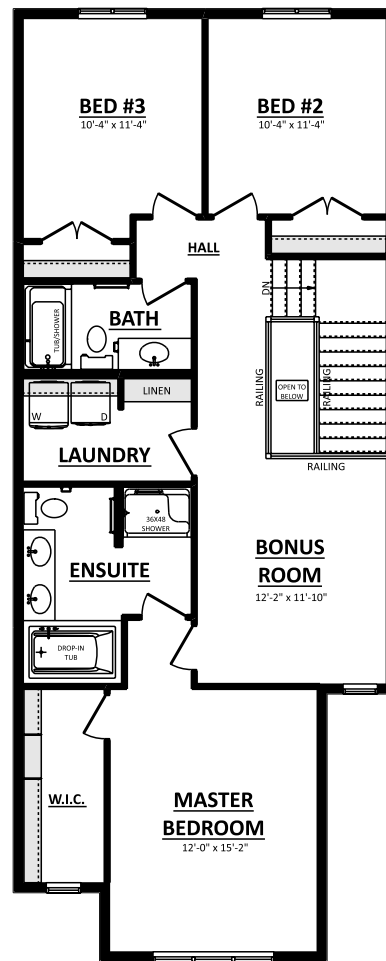 BED #3
10'-4" x 11'-4"
BED #2
10'-4" x 11'-4"
HALL
DN
BATH
TUB/SHOWER
RAILING
OPEN TO
BELOW
RAILING
RAILING
LINEN
W
D
LAUNDRY
36X48
SHOWER
ENSUITE
BONUS
ROOM
12'-2" x 11'-10"
DROP-IN
TUB
W.I.C.
MASTER
BEDROOM
12'-0" x 15'-2"